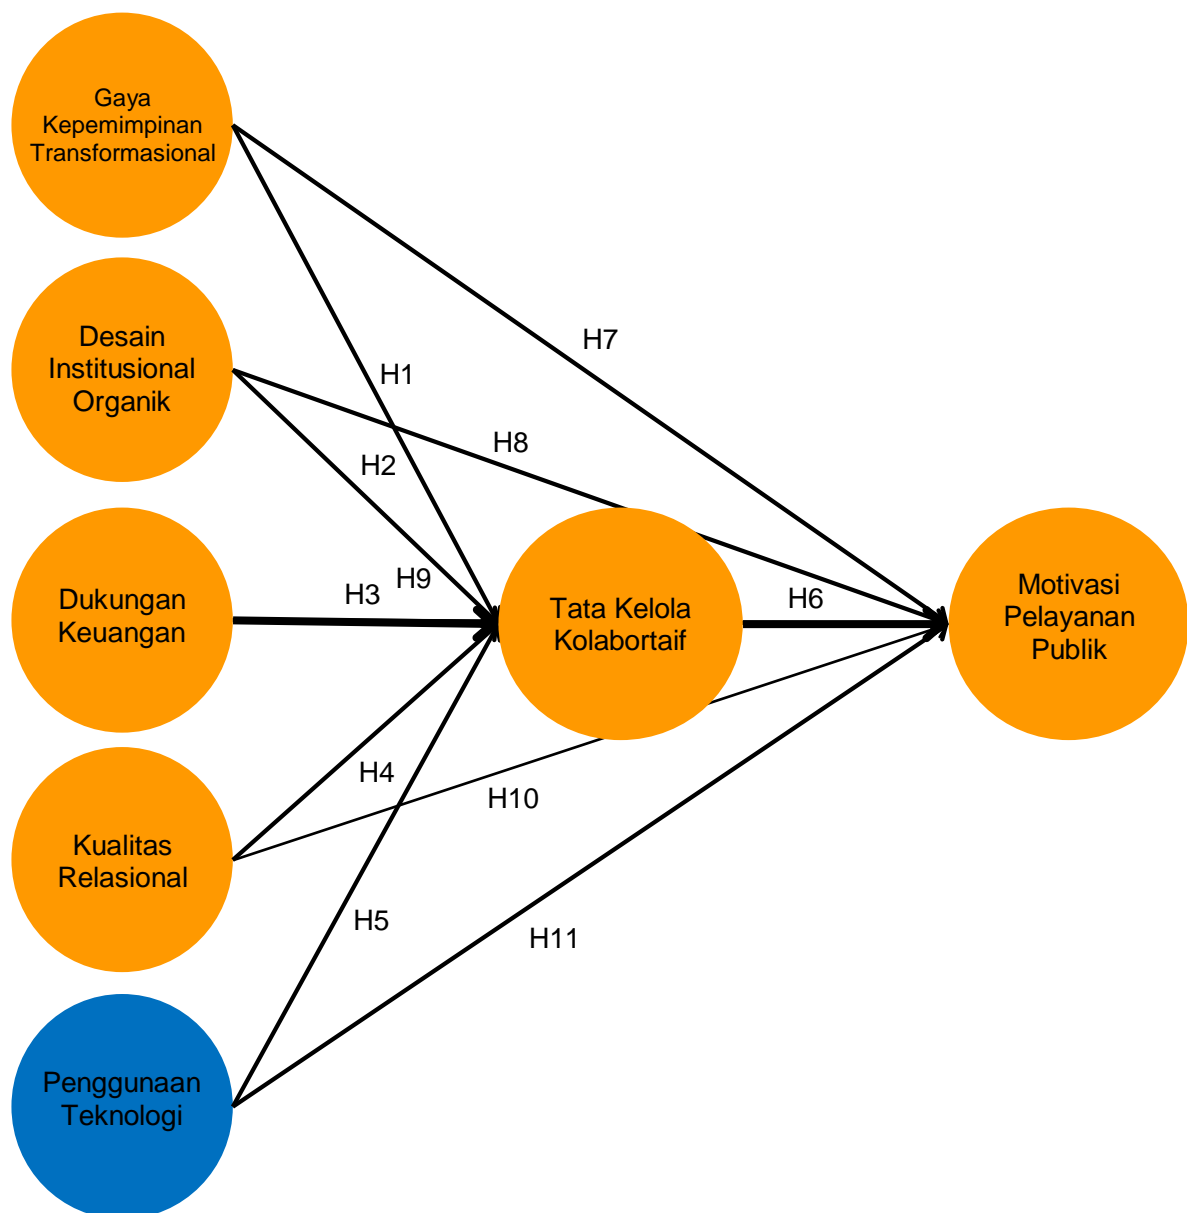 Gaya
Kepemimpinan
Transformasional
H7
Desain
Institusional
Organik
H1
H8
H2
H9
H3
Dukungan
Keuangan
Tata Kelola
Kolabortaif
H6
Motivasi
Pelayanan
Publik
H4
H10
Kualitas
Relasional
H5
H11
Penggunaan
Teknologi